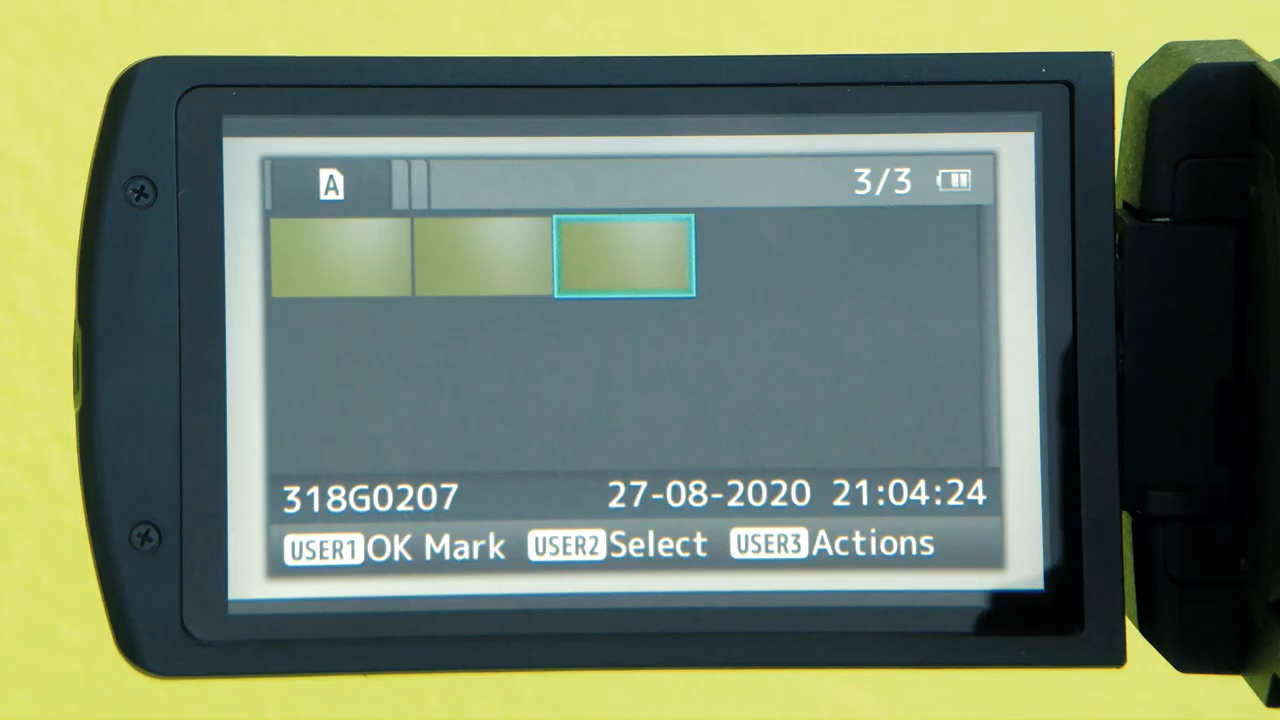 A 3/3
318G0207 27-08-2020 21:04:24
USER1 OK Mark USER2 Select USER3 Actions